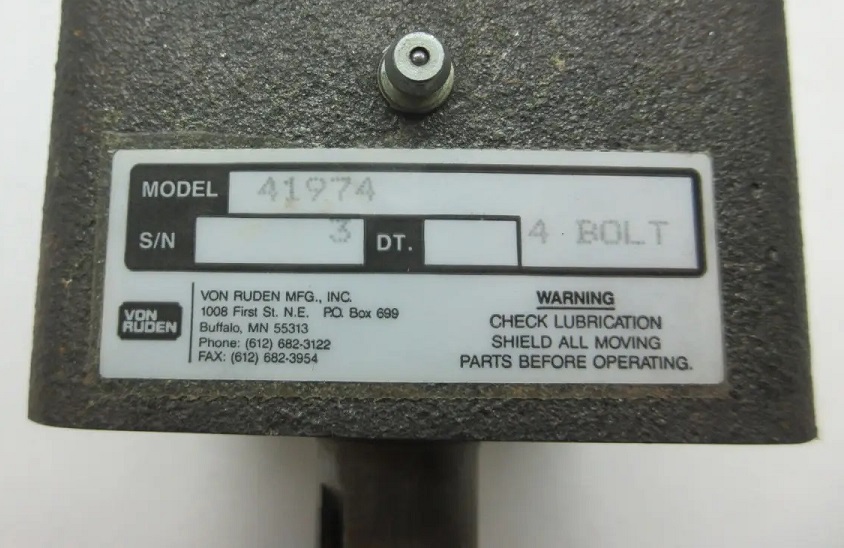 MODEL 41974
S/N 3 DT. 4 BOLT
VON RUDEN
VON RUDEN MFG., INC.
1008 First St. N.E. P.O. Box 699
Buffalo, MN 55313
Phone: (612) 682-3122
FAX: (612) 682-3954
WARNING
CHECK LUBRICATION
SHIELD ALL MOVING
PARTS BEFORE OPERATING.